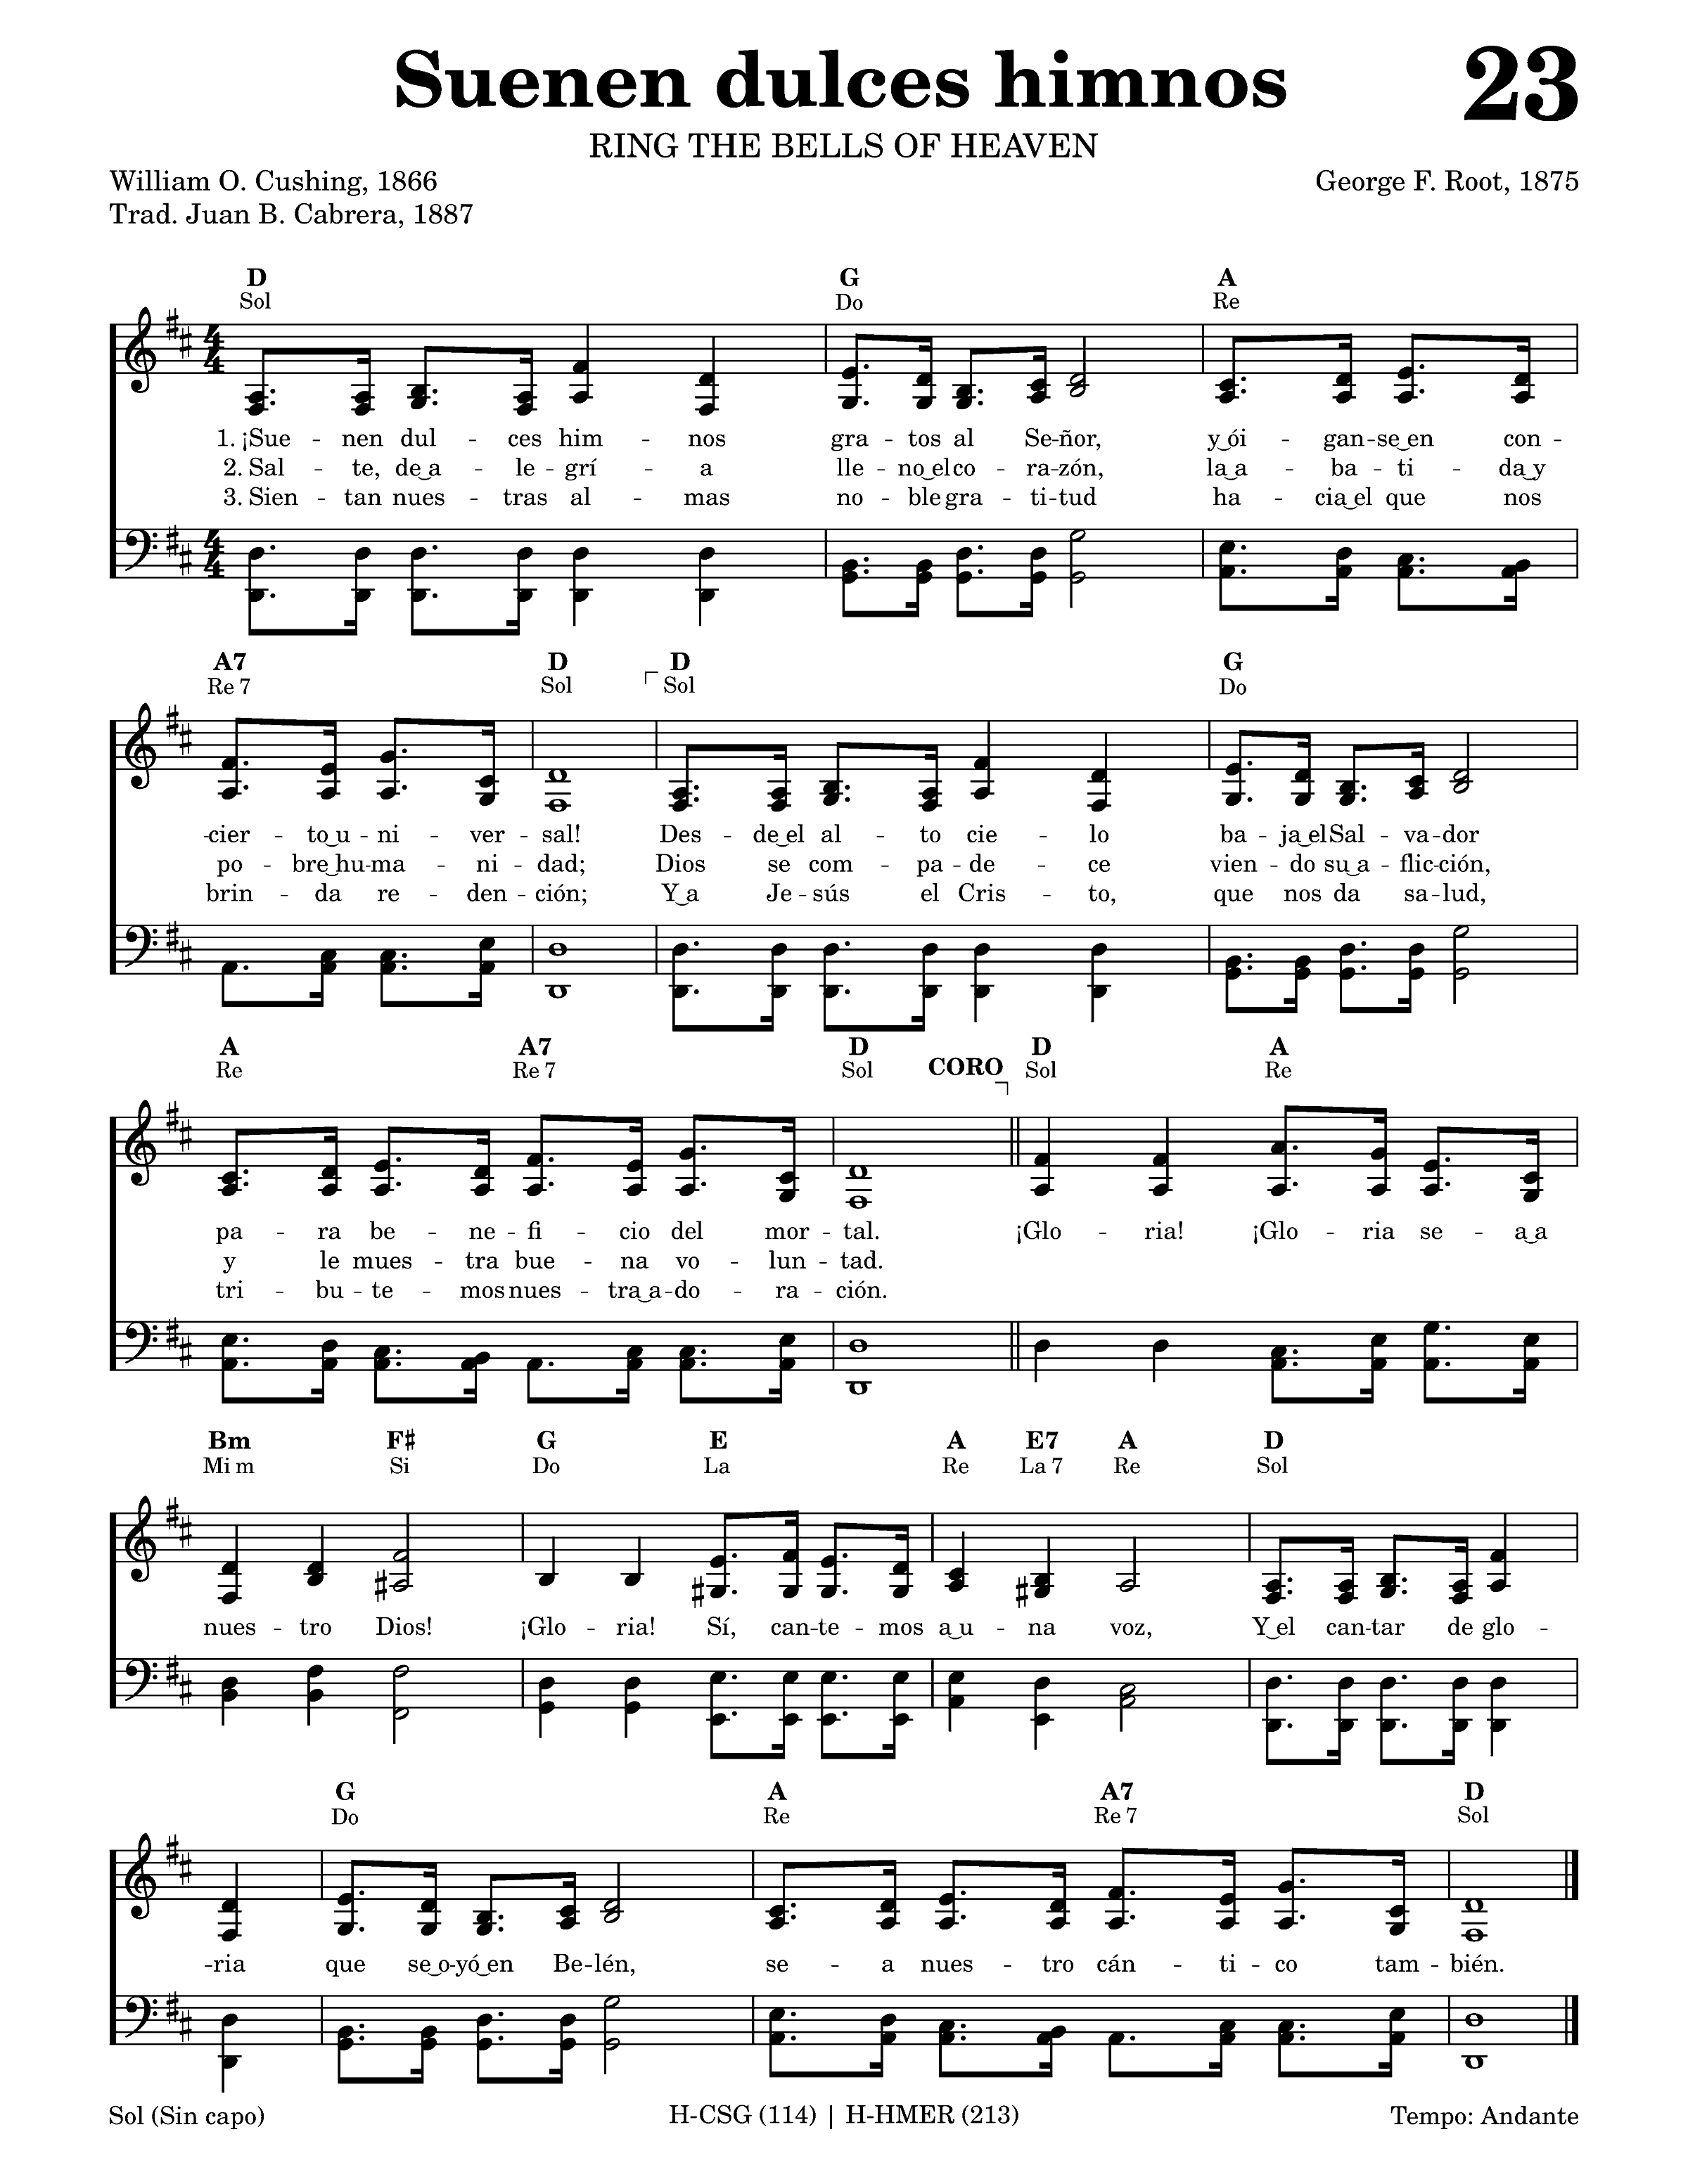 Suenen dulces himnos 23
RING THE BELLS OF HEAVEN
William O. Cushing, 1866 George F. Root, 1875
Trad. Juan B. Cabrera, 1887
D G A
Sol Do Re
4/4
1. ¡Sue -- nen dul -- ces him -- nos gra -- tos al Se -- ñor, y‿ói -- gan -- se‿en con --
2. Sal -- te, de‿a -- le -- grí -- a lle -- no‿el co -- ra -- zón, la‿a -- ba -- ti -- da‿y
3. Sien -- tan nues -- tras al -- mas no -- ble gra -- ti -- tud ha -- cia‿el que nos
4/4
A7 D D G
Re 7 Sol Sol Do
-- cier -- to‿u -- ni -- ver -- sal! Des -- de‿el al -- to cie -- lo ba -- ja‿el Sal -- va -- dor
po -- bre‿hu -- ma -- ni -- dad; Dios se com -- pa -- de -- ce vien -- do su‿a -- flic -- ción,
brin -- da re -- den -- ción; Y‿a Je -- sús el Cris -- to, que nos da sa -- lud,
A A7 D D A
Re Re 7 Sol CORO Sol Re
pa -- ra be -- ne -- fi -- cio del mor -- tal. ¡Glo -- ria! ¡Glo -- ria se -- a‿a
y le mues -- tra bue -- na vo -- lun -- tad.
tri -- bu -- te -- mos nues -- tra‿a -- do -- ra -- ción.
Bm F♯ G E A E7 A D
Mi m Si Do La Re La 7 Re Sol
nues -- tro Dios! ¡Glo -- ria! Sí, can -- te -- mos a‿u -- na voz, Y‿el can -- tar de glo --
G A A7 D
Do Re Re 7 Sol
-- ria que se‿o -- yó‿en Be -- lén, se -- a nues -- tro cán -- ti -- co tam -- bién.
Sol (Sin capo) H-CSG (114) | H-HMER (213) Tempo: Andante